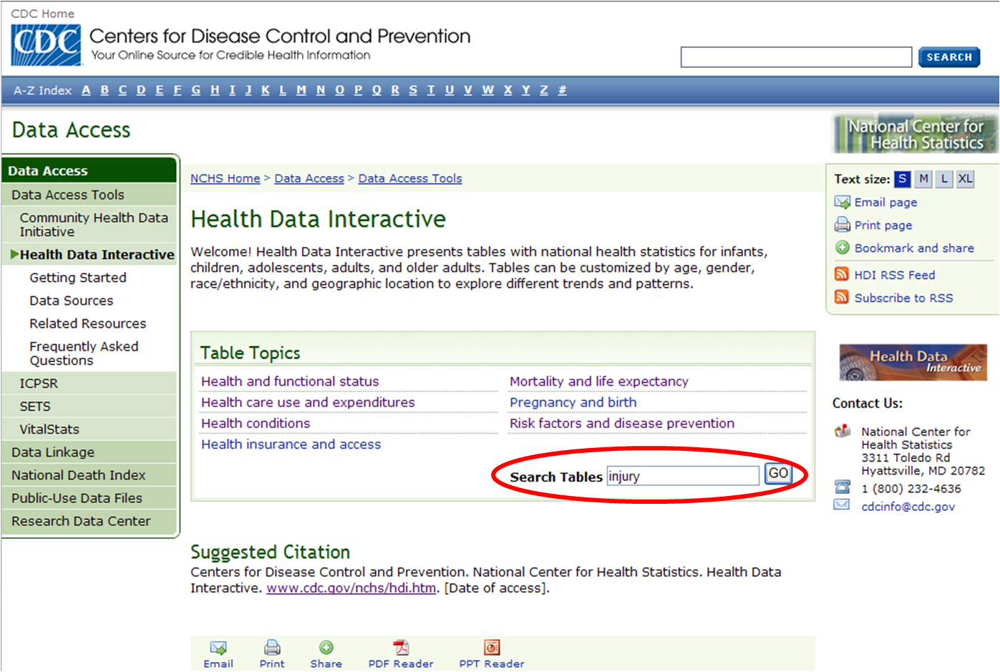 CDC Home
CDC
Centers for Disease Control and Prevention
Your Online Source for Credible Health Information
SEARCH
A-Z Index A B C D E F G H I J K L M N O P Q R S T U V W X Y Z #
Data Access
National Center for
Health Statistics
Data Access
Data Access Tools
Community Health Data
Initiative
Health Data Interactive
Getting Started
Data Sources
Related Resources
Frequently Asked
Questions
ICPSR
SETS
VitalStats
Data Linkage
National Death Index
Public-Use Data Files
Research Data Center
NCHS Home > Data Access > Data Access Tools
Health Data Interactive
Welcome! Health Data Interactive presents tables with national health statistics for infants,
children, adolescents, adults, and older adults. Tables can be customized by age, gender,
race/ethnicity, and geographic location to explore different trends and patterns.
Table Topics
Health and functional status
Health care use and expenditures
Health conditions
Health insurance and access
Mortality and life expectancy
Pregnancy and birth
Risk factors and disease prevention
Search Tables injury GO
Suggested Citation
Centers for Disease Control and Prevention. National Center for Health Statistics. Health Data
Interactive. www.cdc.gov/nchs/hdi.htm. [Date of access].
Email Print Share PDF Reader PPT Reader
Text size: S M L XL
Email page
Print page
Bookmark and share
HDI RSS Feed
Subscribe to RSS
Health Data
Interactive
Contact Us:
National Center for
Health Statistics
3311 Toledo Rd
Hyattsville, MD 20782
1 (800) 232-4636
cdcinfo@cdc.gov